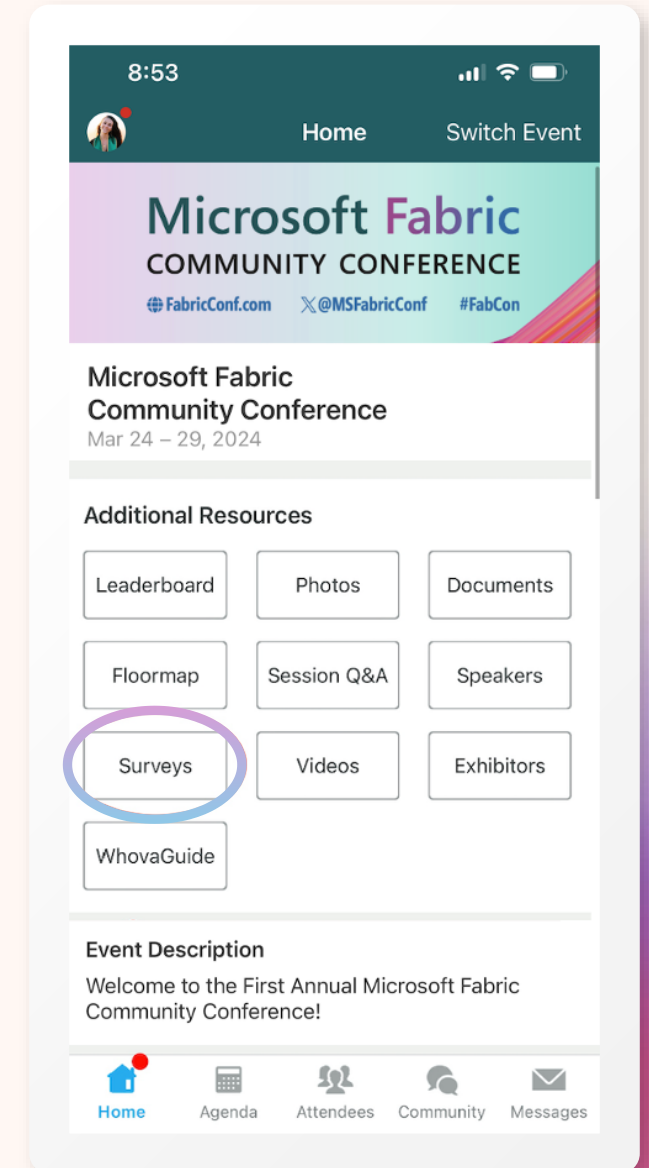 8:53
Home
Switch Event
Microsoft Fabric
COMMUNITY CONFERENCE
FabricConf.com @MSFabricConf #FabCon
Microsoft Fabric
Community Conference
Mar 24 – 29, 2024
Additional Resources
Leaderboard
Photos
Documents
Floormap
Session Q&A
Speakers
Surveys
Videos
Exhibitors
WhovaGuide
Event Description
Welcome to the First Annual Microsoft Fabric
Community Conference!
Home
Agenda
Attendees
Community
Messages